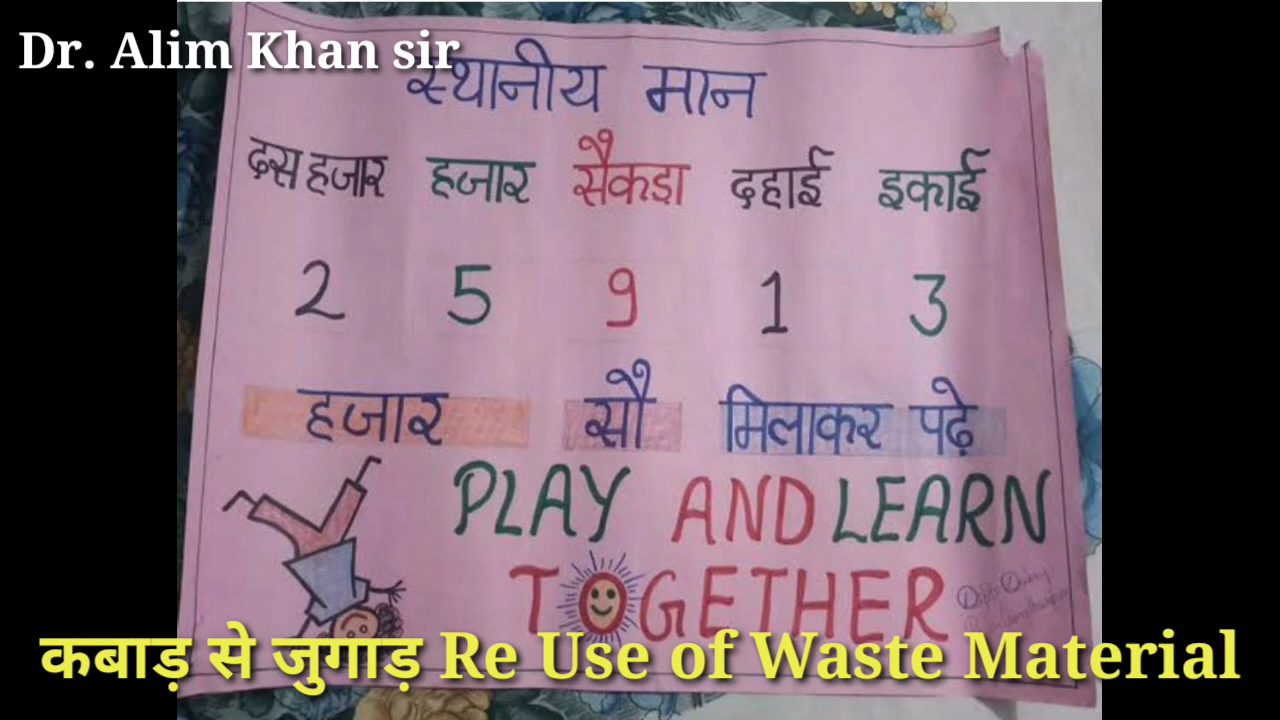 Dr. Alim Khan sir
स्थानीय मान
दस हजार हजार सैकडा दहाई इकाई
2 5 9 1 3
हजार सौ मिलाकर पढ़े
PLAY AND LEARN
TOGETHER
कबाड़ से जुगाड़ Re Use of Waste Material